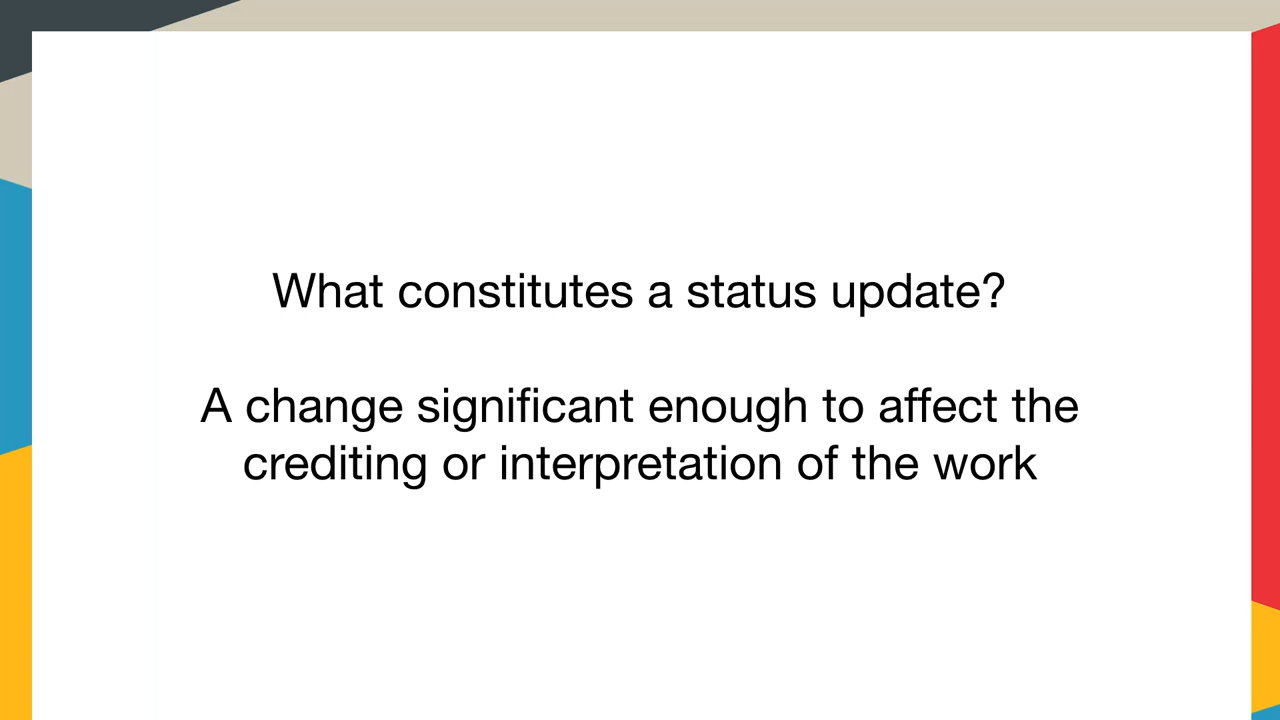 What constitutes a status update?
A change significant enough to affect the
crediting or interpretation of the work